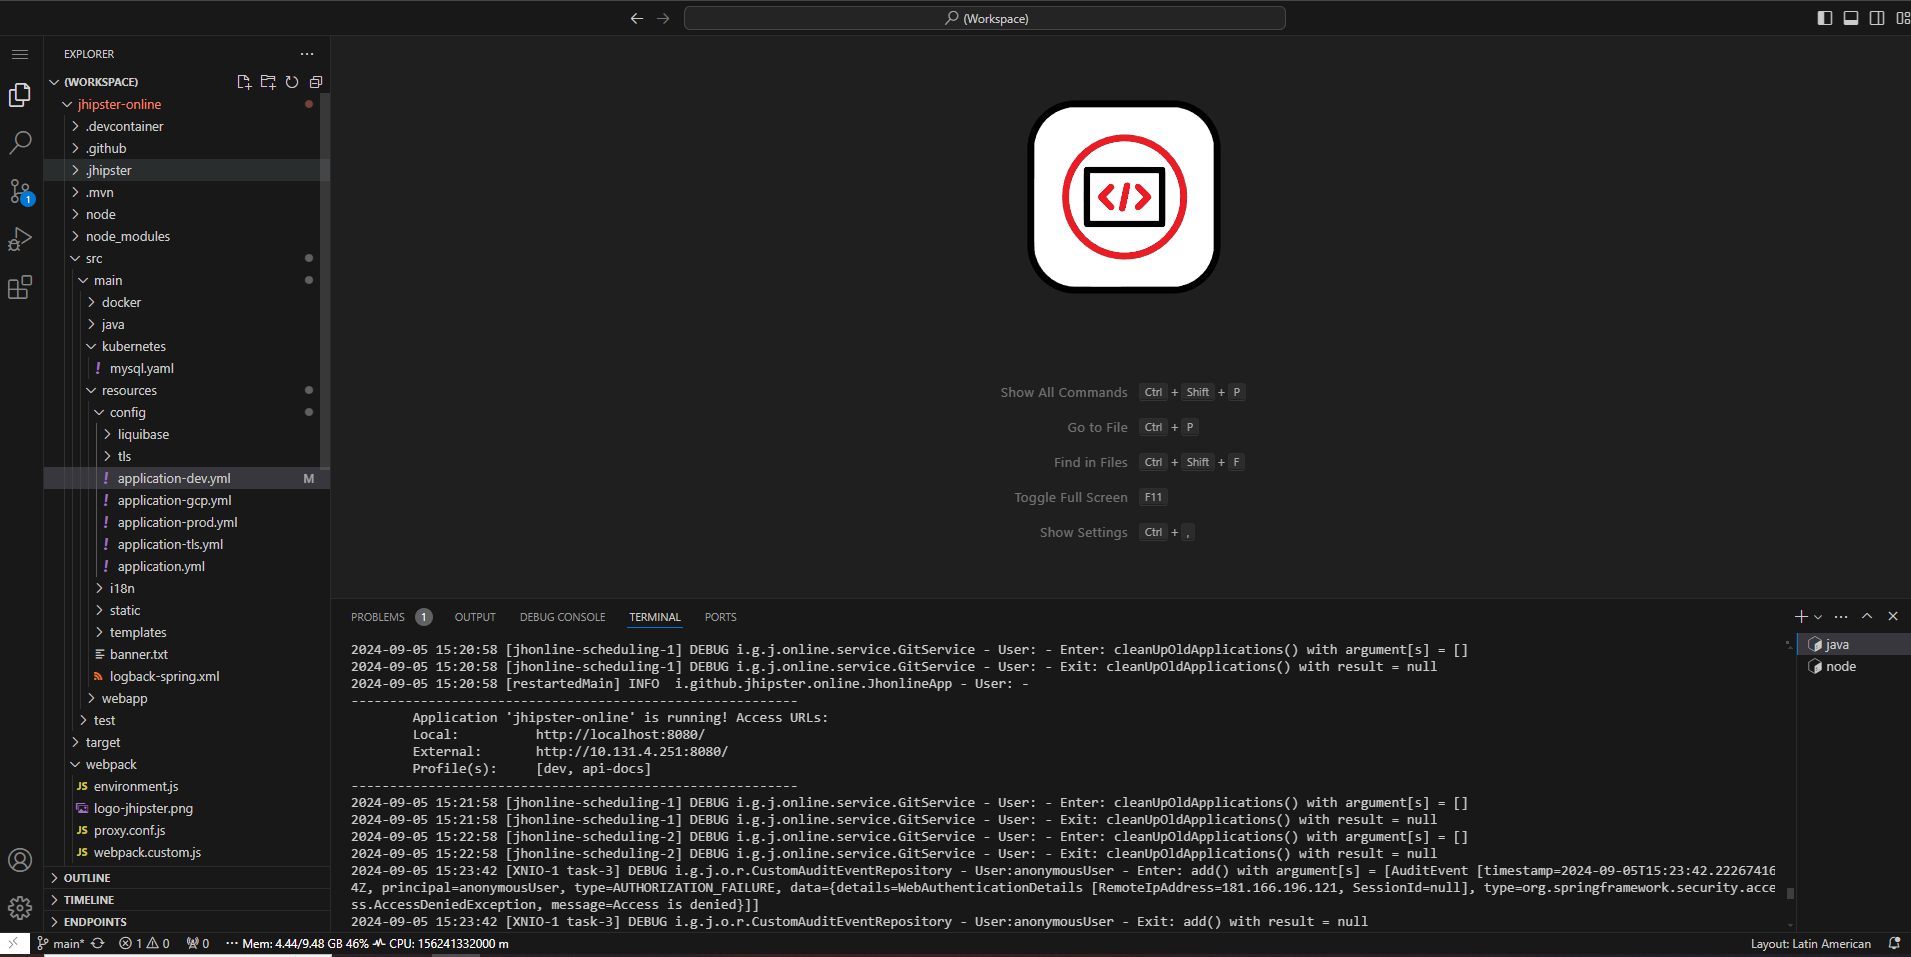 (Workspace)
EXPLORER
(WORKSPACE)
jhipster-online
.devcontainer
.github
.jhipster
.mvn
node
node_modules
src
main
docker
java
kubernetes
! mysql.yaml
resources
config
liquibase
tls
! application-dev.yml M
! application-gcp.yml
! application-prod.yml
! application-tls.yml
! application.yml
i18n
static
templates
banner.txt
logback-spring.xml
webapp
test
target
webpack
JS environment.js
logo-jhipster.png
JS proxy.conf.js
JS webpack.custom.js
OUTLINE
TIMELINE
ENDPOINTS
1
</>
Show All Commands Ctrl + Shift + P
Go to File Ctrl + P
Find in Files Ctrl + Shift + F
Toggle Full Screen F11
Show Settings Ctrl + ,
PROBLEMS 1 OUTPUT DEBUG CONSOLE TERMINAL PORTS
2024-09-05 15:20:58 [jhonline-scheduling-1] DEBUG i.g.j.online.service.GitService - User: - Enter: cleanUpOldApplications() with argument[s] = []
2024-09-05 15:20:58 [jhonline-scheduling-1] DEBUG i.g.j.online.service.GitService - User: - Exit: cleanUpOldApplications() with result = null
2024-09-05 15:20:58 [restartedMain] INFO  i.github.jhipster.online.JhonlineApp - User: -
----------------------------------------------------------
Application 'jhipster-online' is running! Access URLs:
Local: http://localhost:8080/
External: http://10.131.4.251:8080/
Profile(s): [dev, api-docs]
----------------------------------------------------------
2024-09-05 15:21:58 [jhonline-scheduling-1] DEBUG i.g.j.online.service.GitService - User: - Enter: cleanUpOldApplications() with argument[s] = []
2024-09-05 15:21:58 [jhonline-scheduling-1] DEBUG i.g.j.online.service.GitService - User: - Exit: cleanUpOldApplications() with result = null
2024-09-05 15:22:58 [jhonline-scheduling-2] DEBUG i.g.j.online.service.GitService - User: - Enter: cleanUpOldApplications() with argument[s] = []
2024-09-05 15:22:58 [jhonline-scheduling-2] DEBUG i.g.j.online.service.GitService - User: - Exit: cleanUpOldApplications() with result = null
2024-09-05 15:23:42 [XNIO-1 task-3] DEBUG i.g.j.o.r.CustomAuditEventRepository - User:anonymousUser - Enter: add() with argument[s] = [AuditEvent [timestamp=2024-09-05T15:23:42.22267416
4Z, principal=anonymousUser, type=AUTHORIZATION_FAILURE, data={details=WebAuthenticationDetails [RemoteIpAddress=181.166.196.121, SessionId=null], type=org.springframework.security.acce
ss.AccessDeniedException, message=Access is denied}]]
2024-09-05 15:23:42 [XNIO-1 task-3] DEBUG i.g.j.o.r.CustomAuditEventRepository - User:anonymousUser - Exit: add() with result = null
java
node
main* 1 0 0 Mem: 4.44/9.48 GB 46% CPU: 156241332000 m
Layout: Latin American